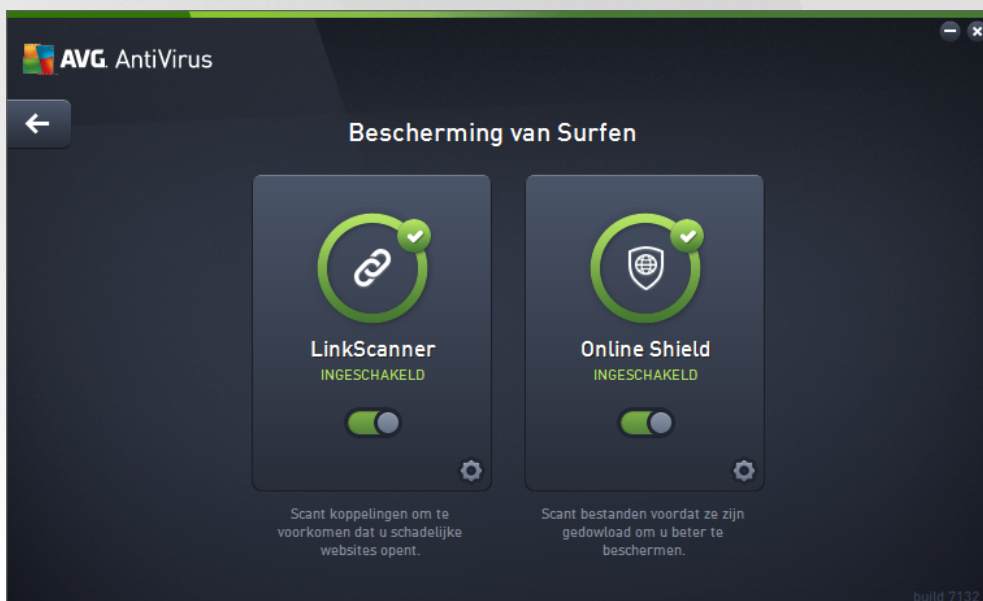 AVG. AntiVirus
Bescherming van Surfen
LinkScanner
INGESCHAKELD
Scant koppelingen om te
voorkomen dat u schadelijke
websites opent.
Online Shield
INGESCHAKELD
Scant bestanden voordat ze zijn
gedowload om u beter te
beschermen.
build 7132